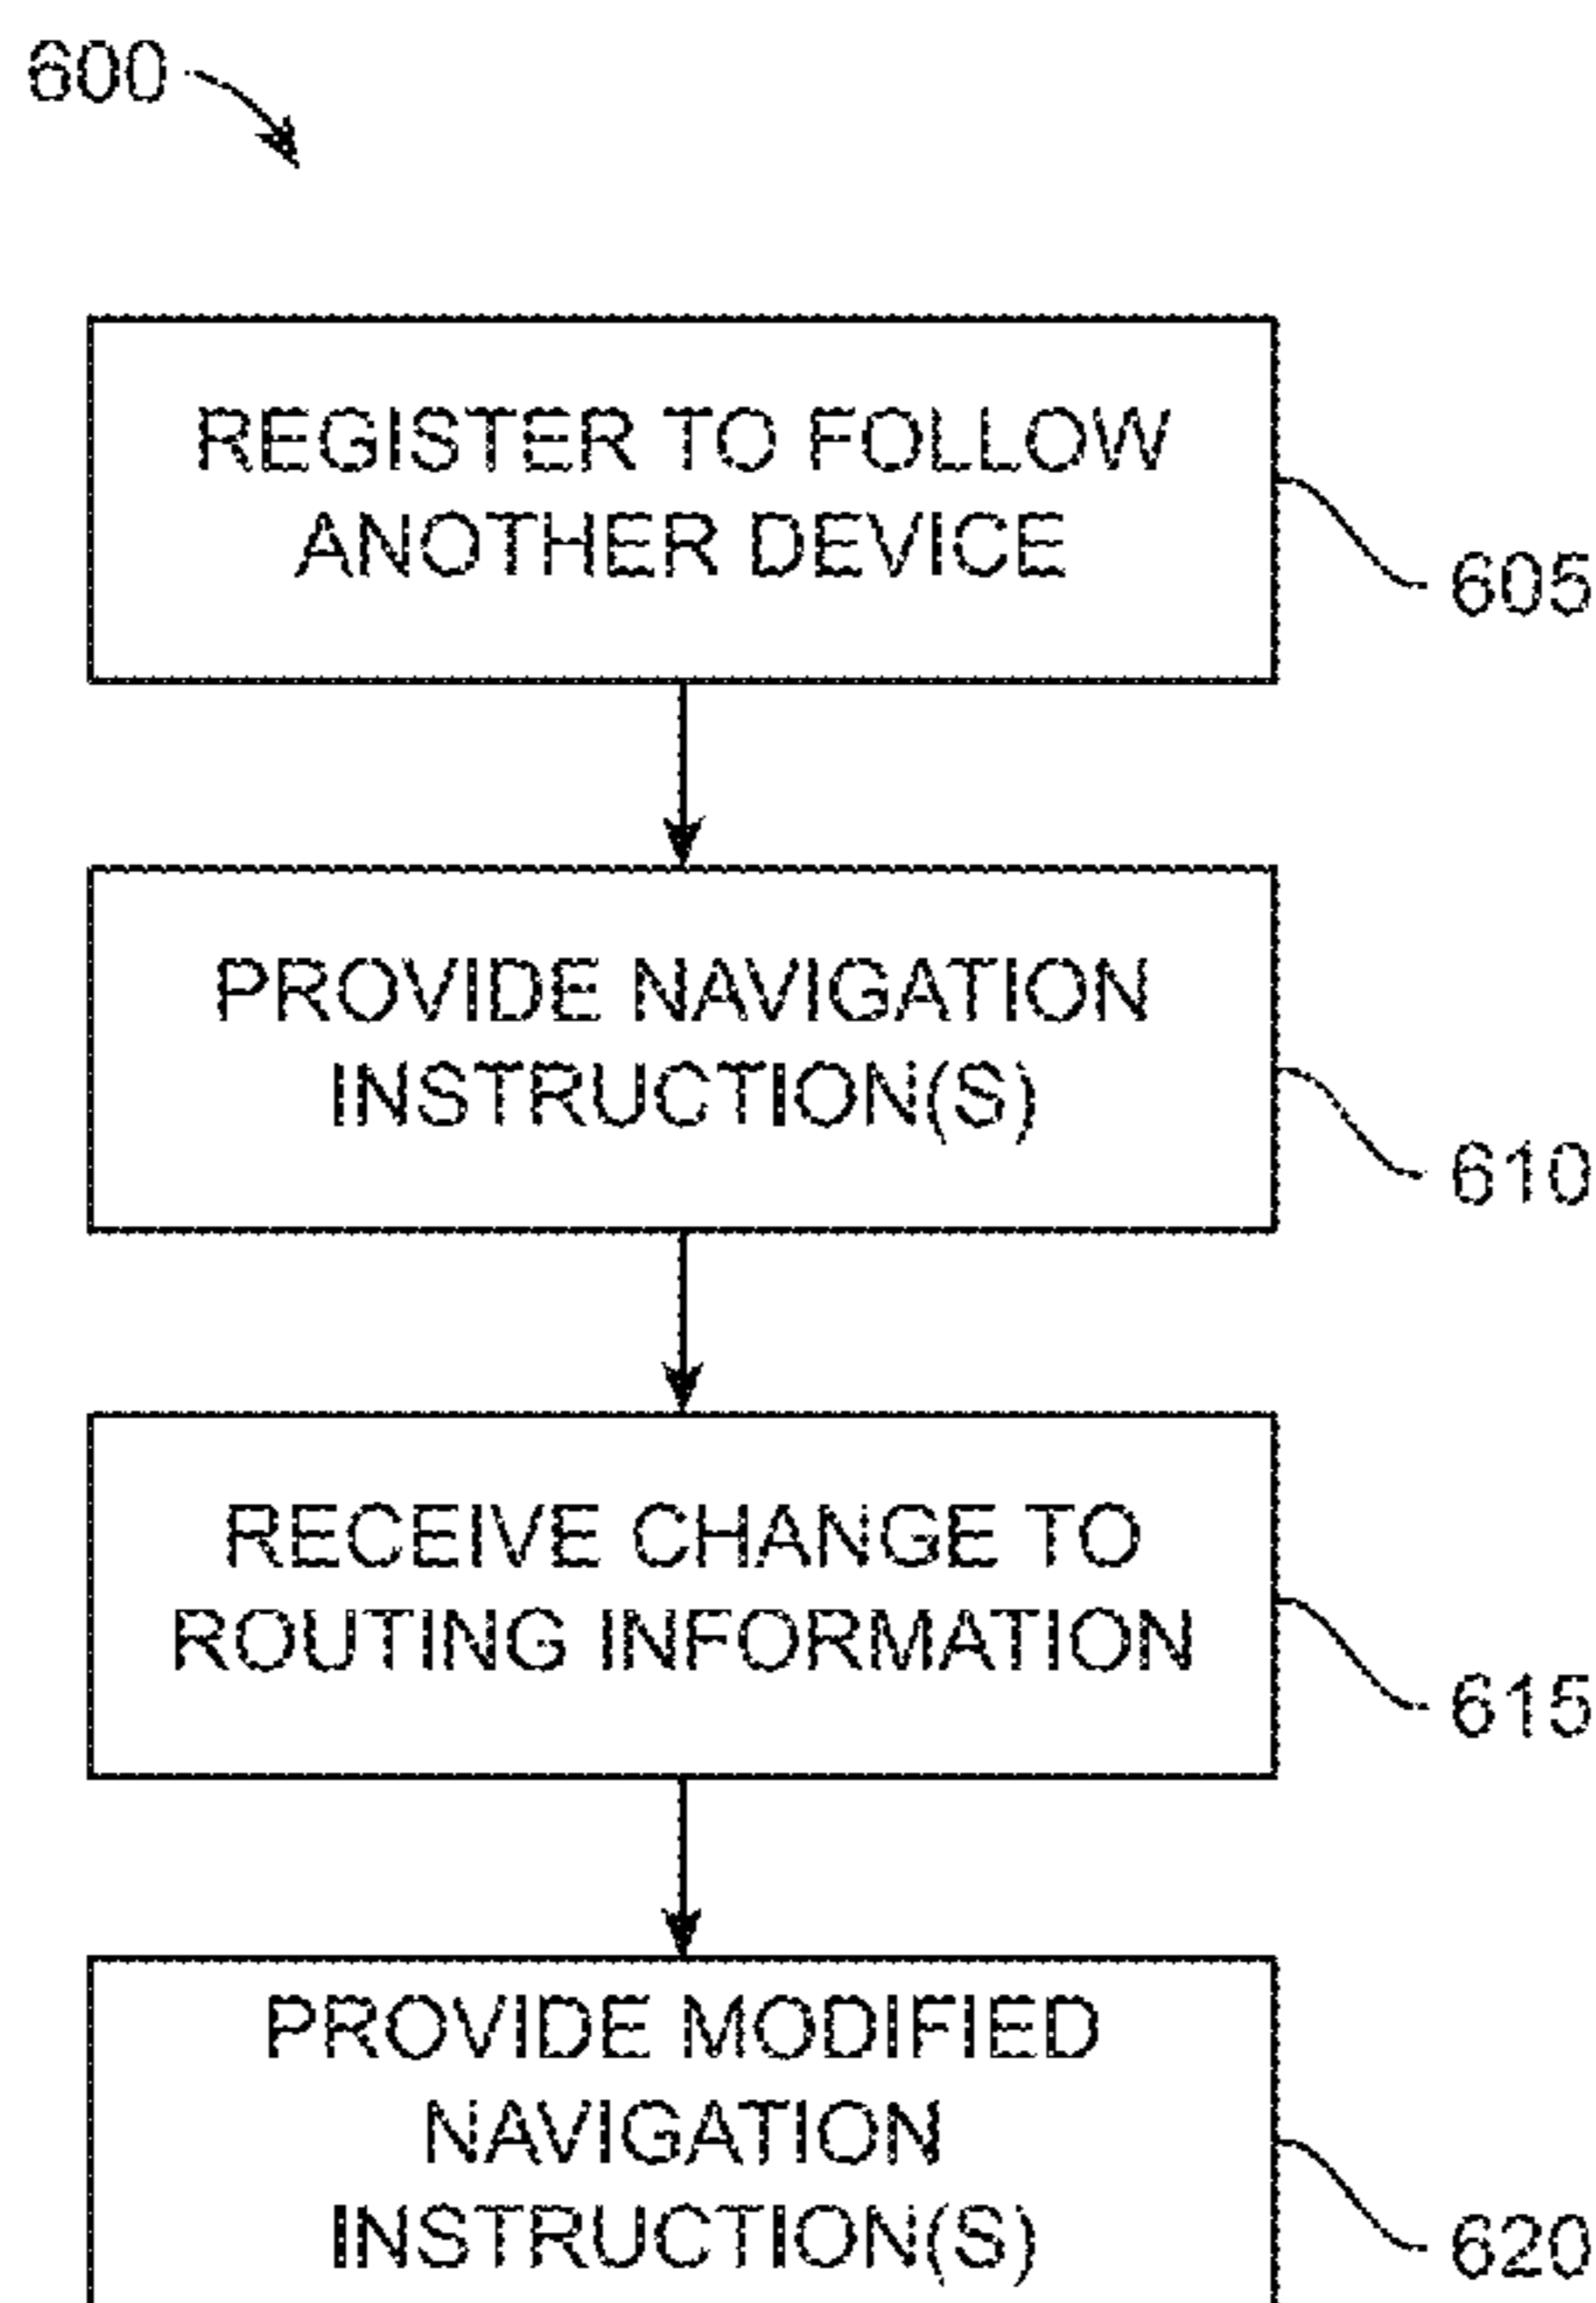 600
REGISTER TO FOLLOW
ANOTHER DEVICE
605
PROVIDE NAVIGATION
INSTRUCTION(S)
610
RECEIVE CHANGE TO
ROUTING INFORMATION
615
PROVIDE MODIFIED
NAVIGATION
INSTRUCTION(S)
620